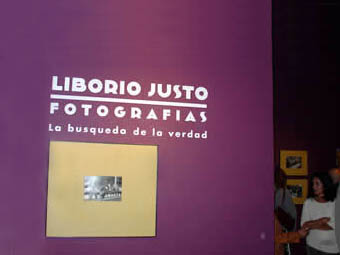 LIBORIO JUSTO
FOTOGRAFIAS
La busqueda de la verdad